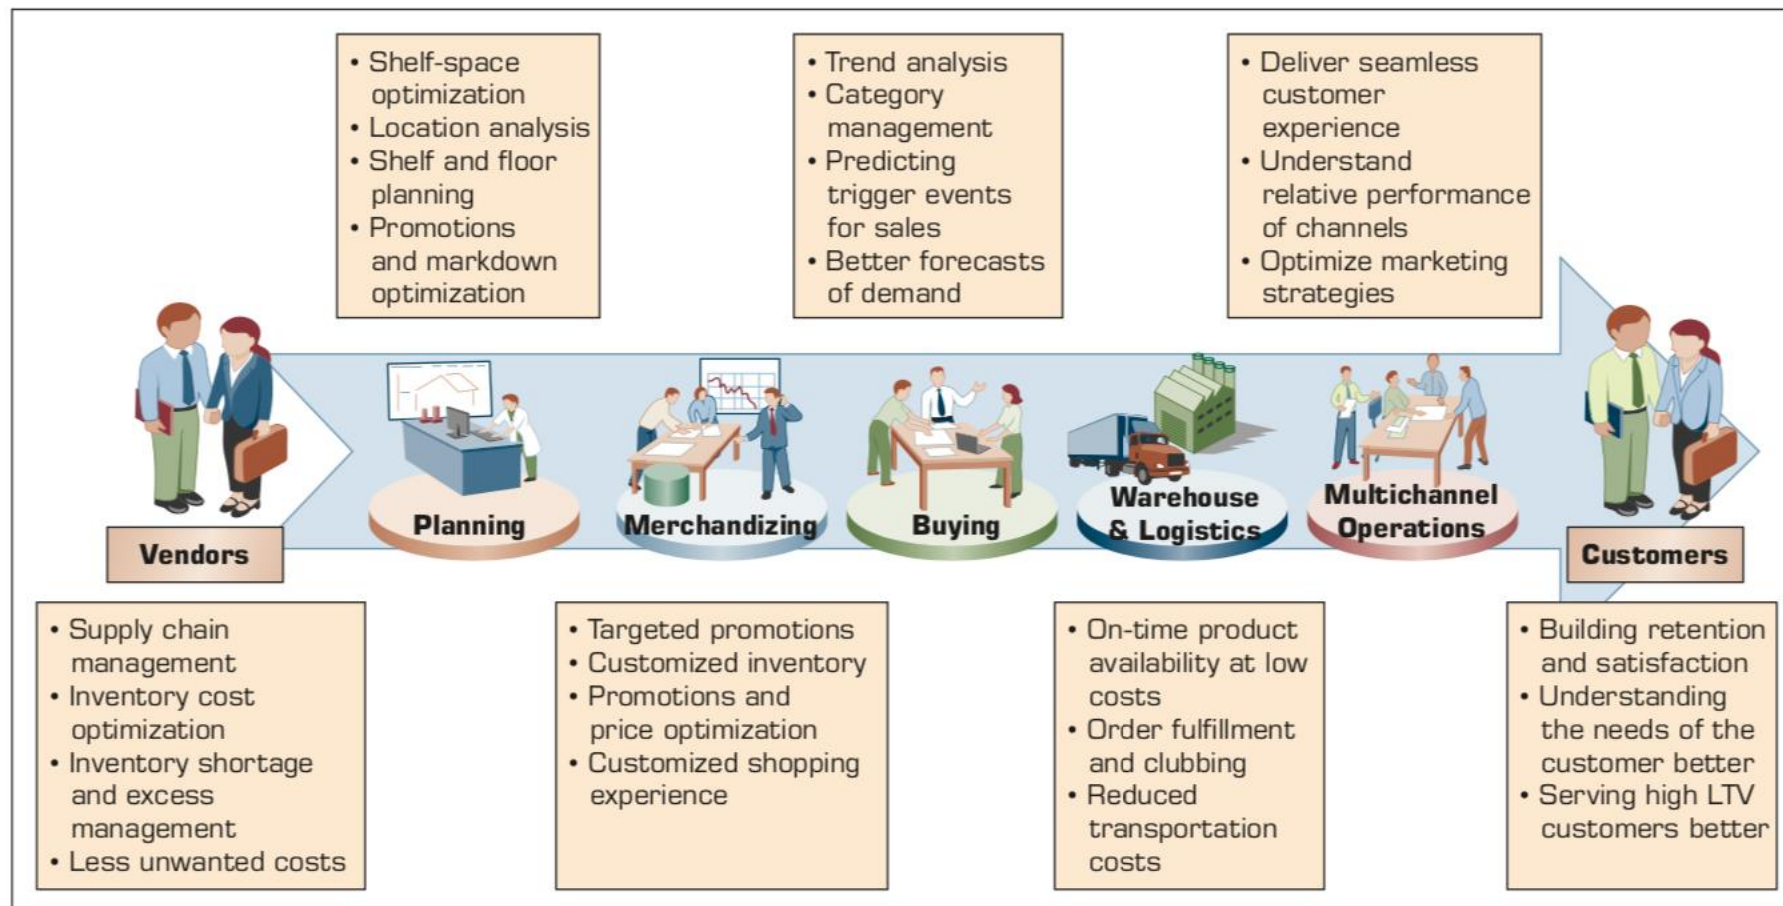 • Shelf-space
optimization
• Location analysis
• Shelf and floor
planning
• Promotions
and markdown
optimization
• Trend analysis
• Category
management
• Predicting
trigger events
for sales
• Better forecasts
of demand
• Deliver seamless
customer
experience
• Understand
relative performance
of channels
• Optimize marketing
strategies
Vendors
Planning
Merchandizing
Buying
Warehouse
& Logistics
Multichannel
Operations
Customers
• Supply chain
management
• Inventory cost
optimization
• Inventory shortage
and excess
management
• Less unwanted costs
• Targeted promotions
• Customized inventory
• Promotions and
price optimization
• Customized shopping
experience
• On-time product
availability at low
costs
• Order fulfillment
and clubbing
• Reduced
transportation
costs
• Building retention
and satisfaction
• Understanding
the needs of the
customer better
• Serving high LTV
customers better